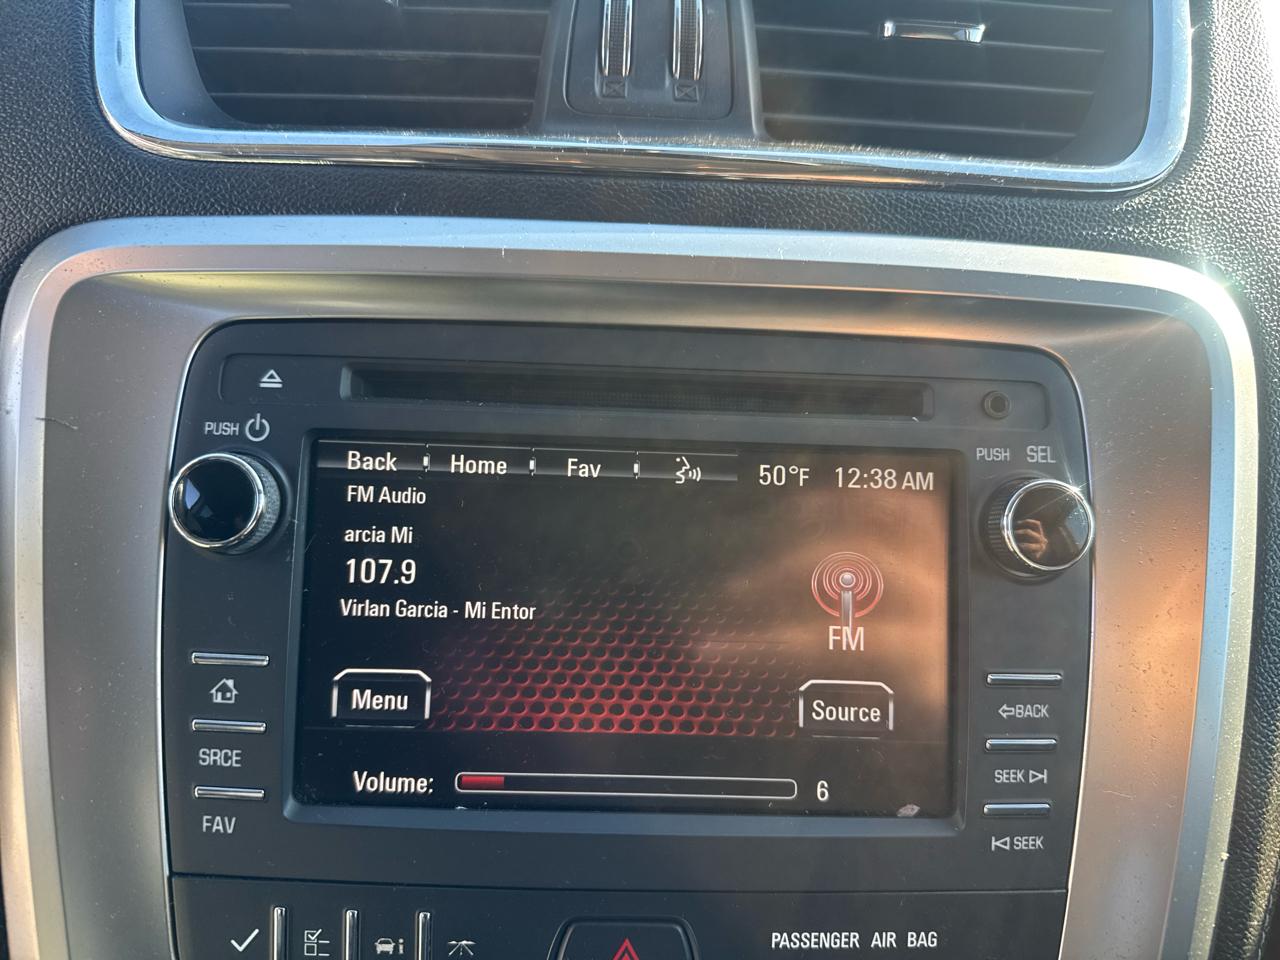 PUSH
PUSH SEL
Back Home Fav 50°F 12:38 AM
FM Audio
arcia Mi
107.9
Virlan Garcia - Mi Entor
FM
Menu
Source
Volume: 6
SRCE
FAV
BACK
SEEK
SEEK
PASSENGER AIR BAG